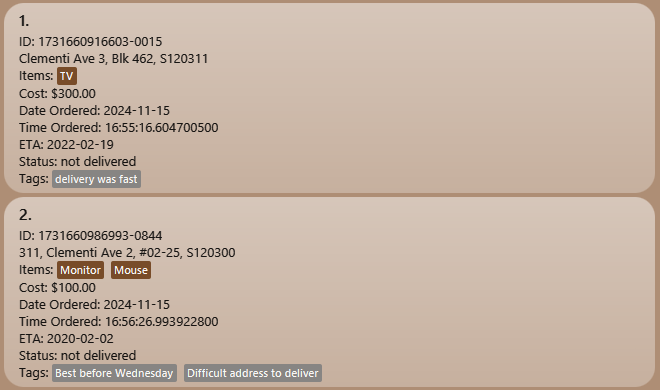 1.
ID: 1731660916603-0015
Clementi Ave 3, Blk 462, S120311
Items: TV
Cost: $300.00
Date Ordered: 2024-11-15
Time Ordered: 16:55:16.604700500
ETA: 2022-02-19
Status: not delivered
Tags: delivery was fast
2.
ID: 1731660986993-0844
311, Clementi Ave 2, #02-25, S120300
Items: Monitor Mouse
Cost: $100.00
Date Ordered: 2024-11-15
Time Ordered: 16:56:26.993922800
ETA: 2020-02-02
Status: not delivered
Tags: Best before Wednesday Difficult address to deliver